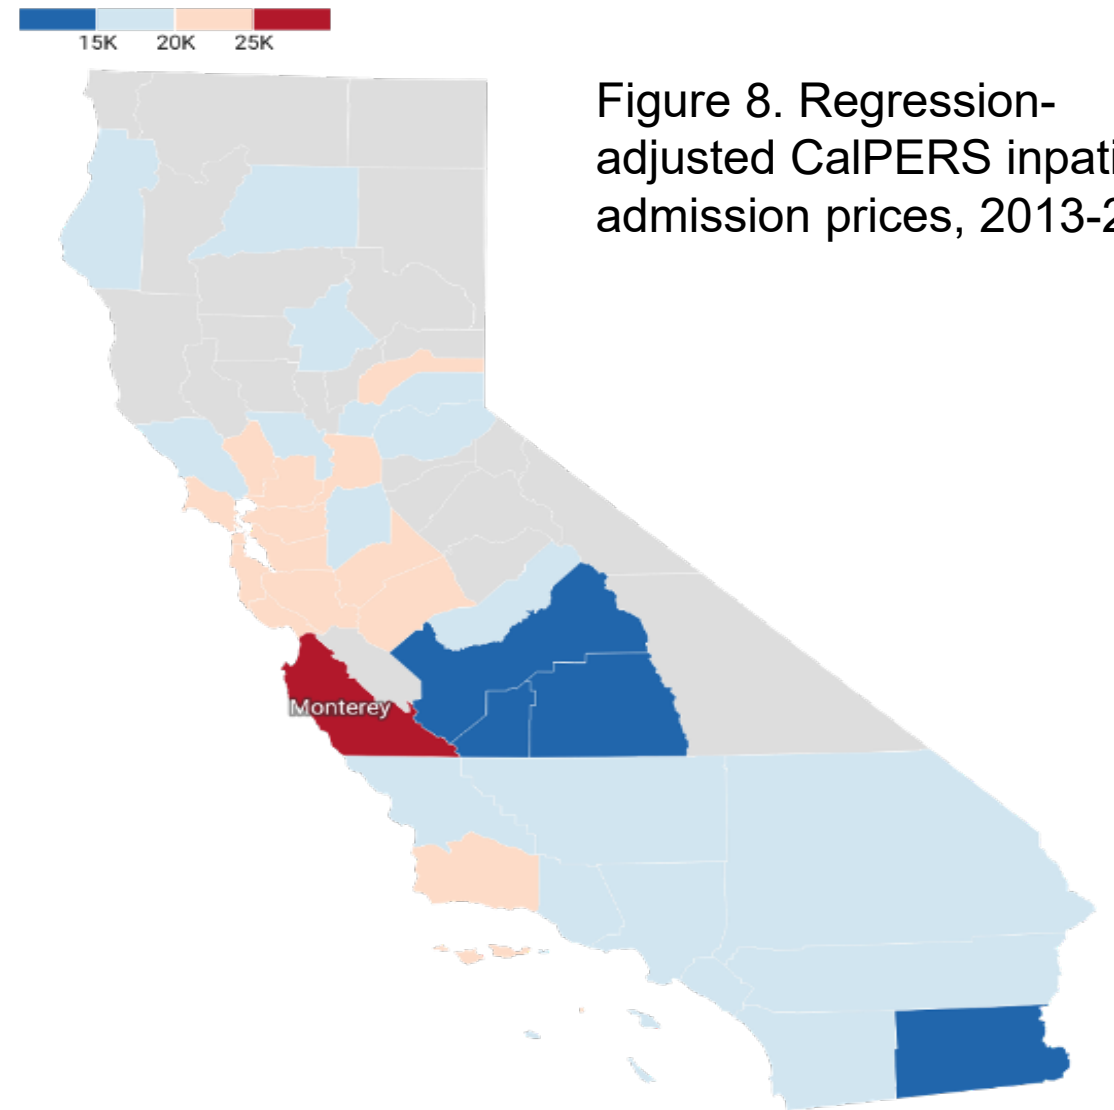 15K 20K 25K
Figure 8. Regression-
adjusted CalPERS
admission prices,
Monterey